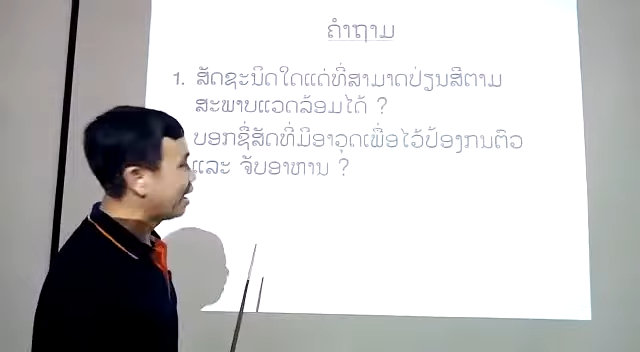 ຄຳຖາມ
1. ສັດຊະນິດໃດແດ່ທີ່ສາມາດປ່ຽນສີຕາມ
ສະພາບແວດລ້ອມໄດ້ ?
ບອກຊື່ສັດທີ່ມີອາວຸດເພື່ອໄວ້ປ້ອງກນຕົວ
ແລະ ຈັບອາຫານ ?